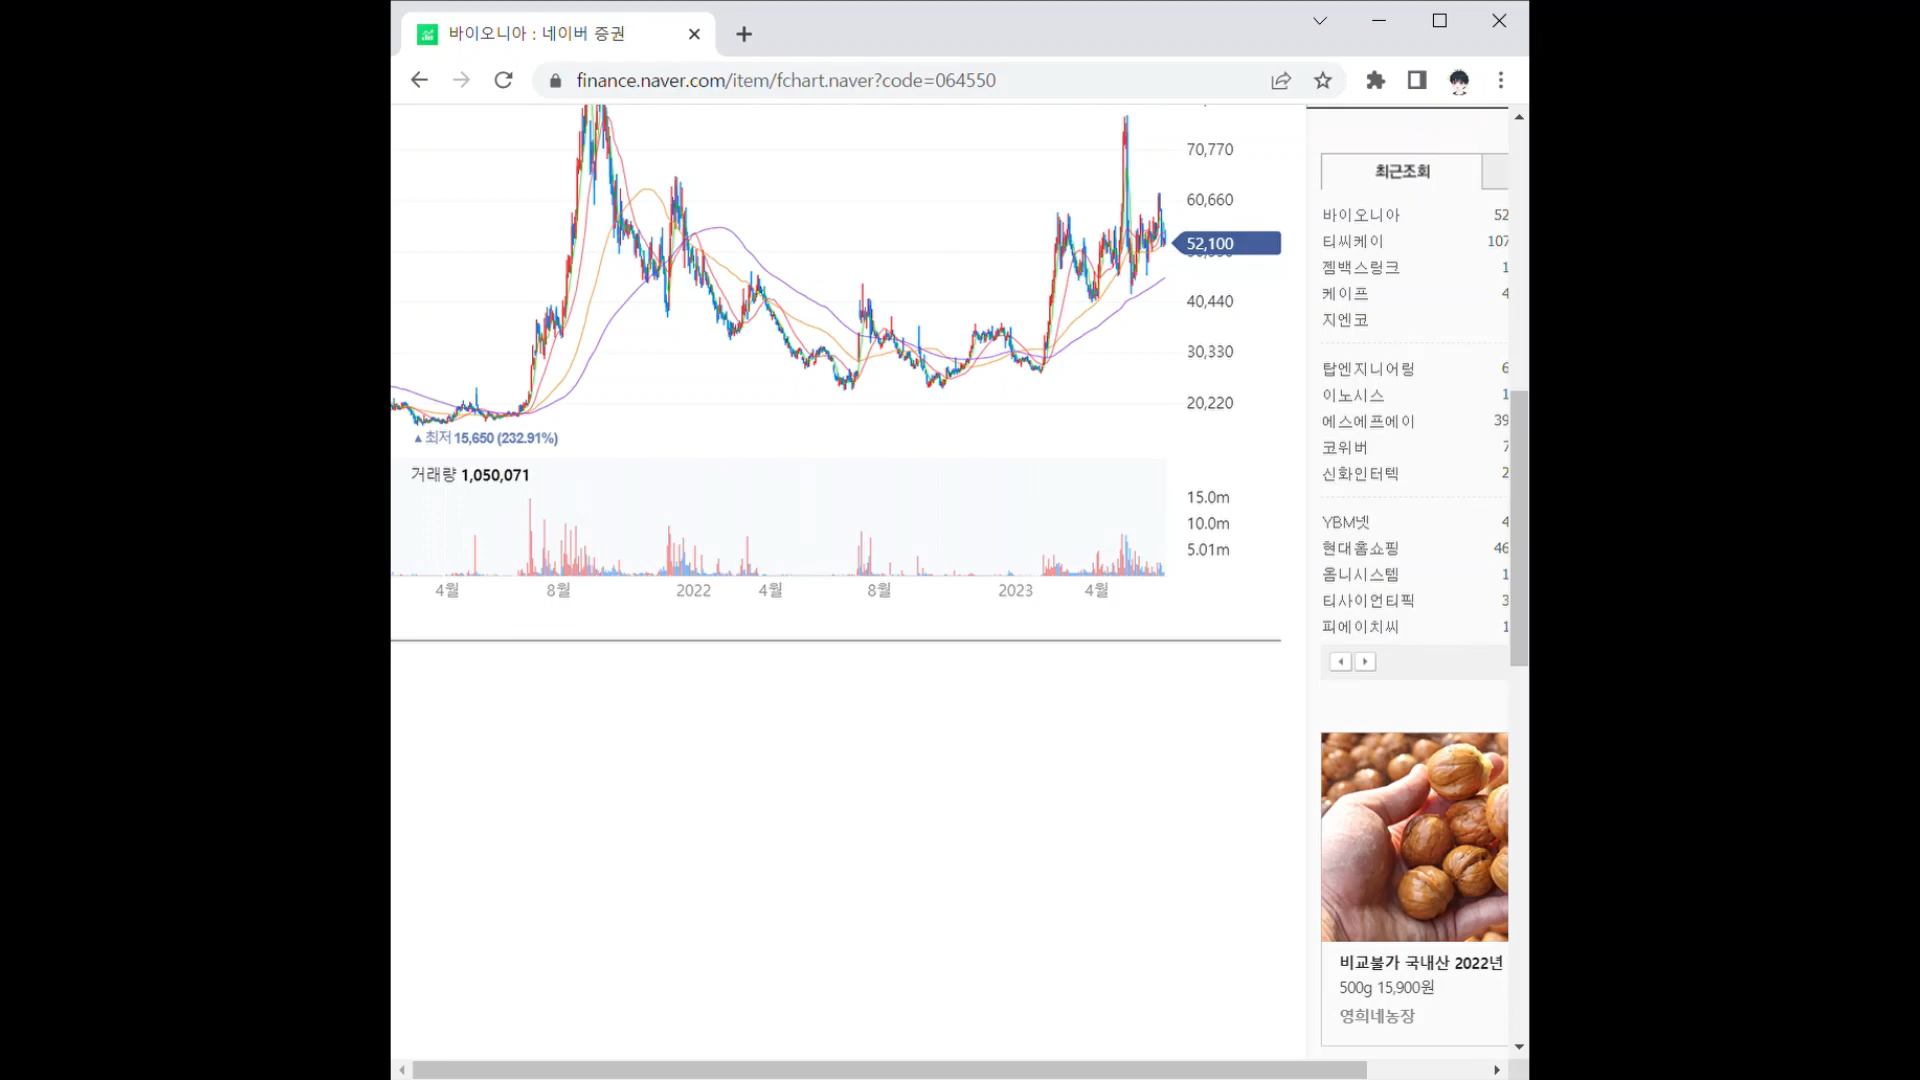 바이오니아 : 네이버 증권
finance.naver.com/item/fchart.naver?code=064550
70,770
60,660
52,100
40,440
30,330
20,220
▲최저 15,650 (232.91%)
거래량 1,050,071
15.0m
10.0m
5.01m
4월 8월 2022 4월 8월 2023 4월
최근조회
바이오니아 52
티씨케이 107
젬백스링크 1
케이프 4
지엔코
탑엔지니어링 6
이노시스 1
에스에프에이 39
코위버 7
신화인터텍 2
YBM넷 4
현대홈쇼핑 46
옴니시스템 1
티사이언티픽 3
피에이치씨 1
비교불가 국내산 2022년
500g 15,900원
영희네농장